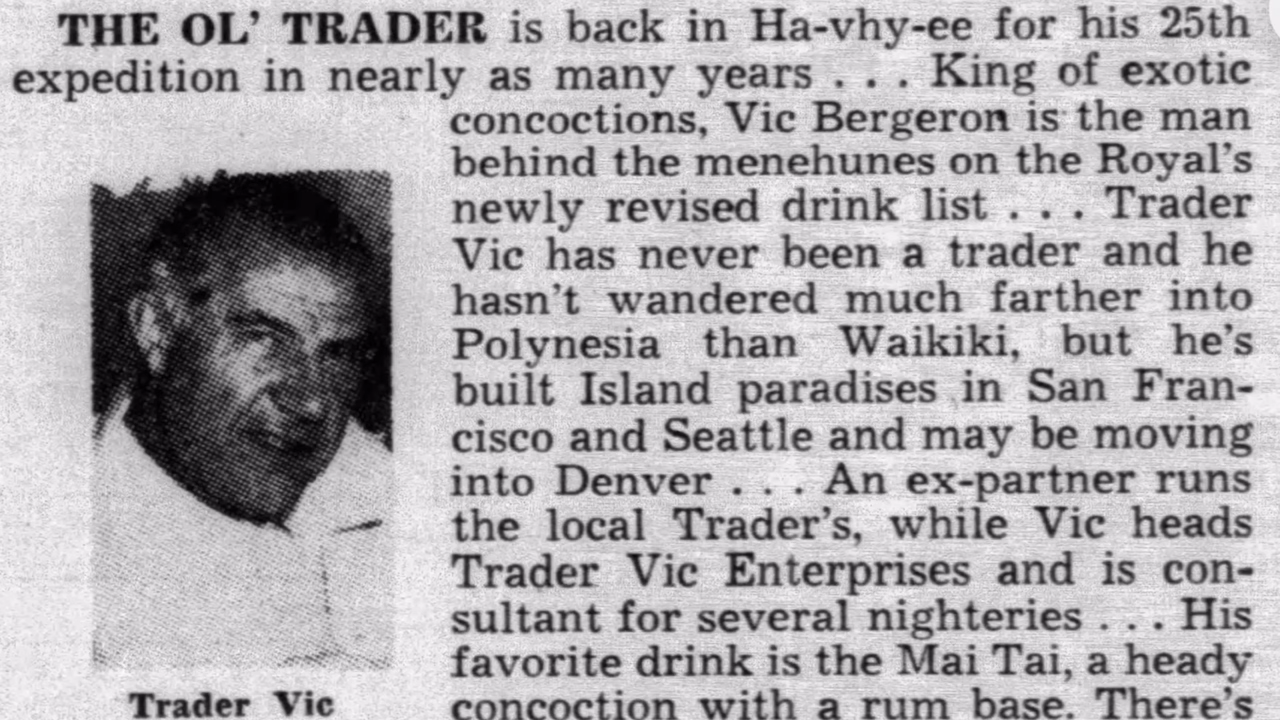 THE OL' TRADER is back in Ha-vhy-ee for his 25th
expedition in nearly as many years . . . King of exotic
concoctions, Vic Bergeron is the man
behind the menehunes on the Royal's
newly revised drink list . . . Trader
Vic has never been a trader and he
hasn't wandered much farther into
Polynesia than Waikiki, but he's
built Island paradises in San Fran-
cisco and Seattle and may be moving
into Denver . . . An ex-partner runs
the local Trader's, while Vic heads
Trader Vic Enterprises and is con-
sultant for several nighteries . . . His
favorite drink is the Mai Tai, a heady
concoction with a rum base. There's
Trader Vic